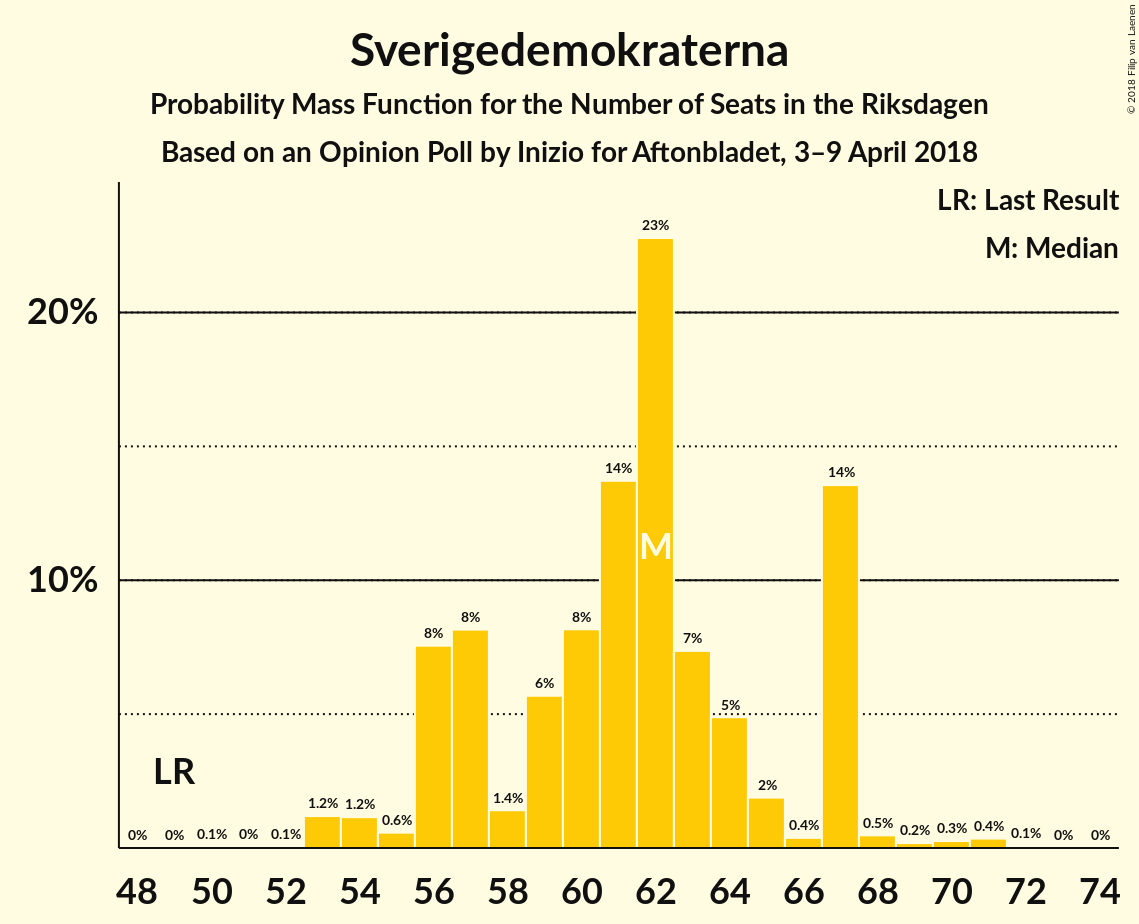 Sverigedemokraterna
Probability Mass Function for the Number of Seats in the Riksdagen
Based on an Opinion Poll by Inizio for Aftonbladet, 3–9 April 2018
© 2018 Filip van Laenen
LR: Last Result
M: Median
20%
10%
LR
M
0% 0% 0.1% 0% 0.1% 1.2% 1.2% 0.6% 8% 8% 1.4% 6% 8% 14% 23% 7% 5% 2% 0.4% 14% 0.5% 0.2% 0.3% 0.4% 0.1% 0% 0%
48 50 52 54 56 58 60 62 64 66 68 70 72 74